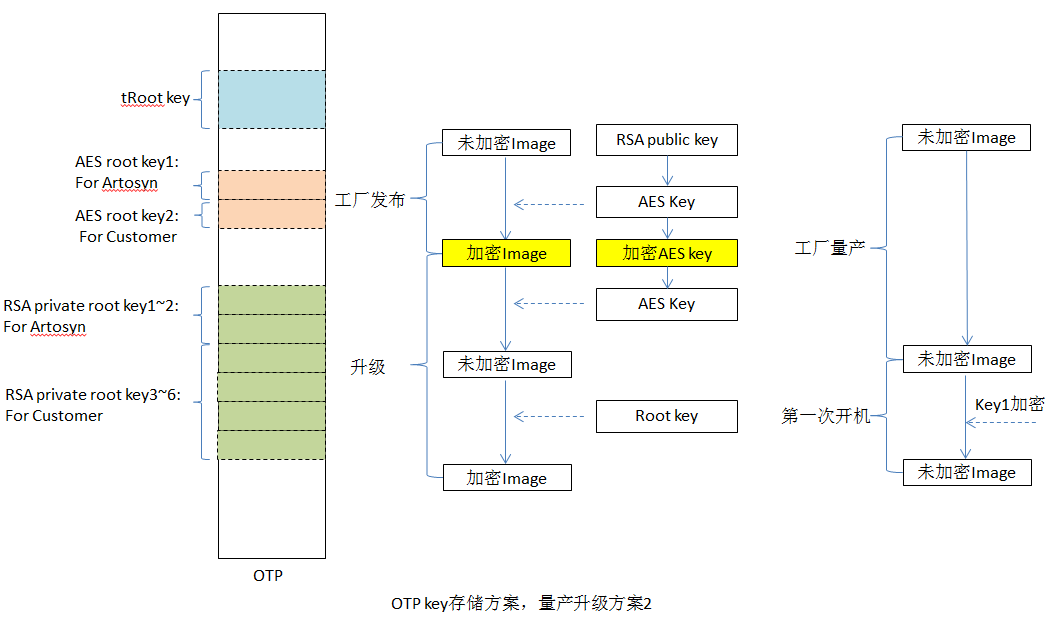 tRoot key
AES root key1:
For Artosyn
AES root key2:
For Customer
RSA private root key1~2:
For Artosyn
RSA private root key3~6:
For Customer
OTP
工厂发布
升级
未加密Image
加密Image
未加密Image
加密Image
RSA public key
AES Key
加密AES key
AES Key
Root key
工厂量产
第一次开机
未加密Image
未加密Image
Key1加密
未加密Image
OTP key存储方案，量产升级方案2